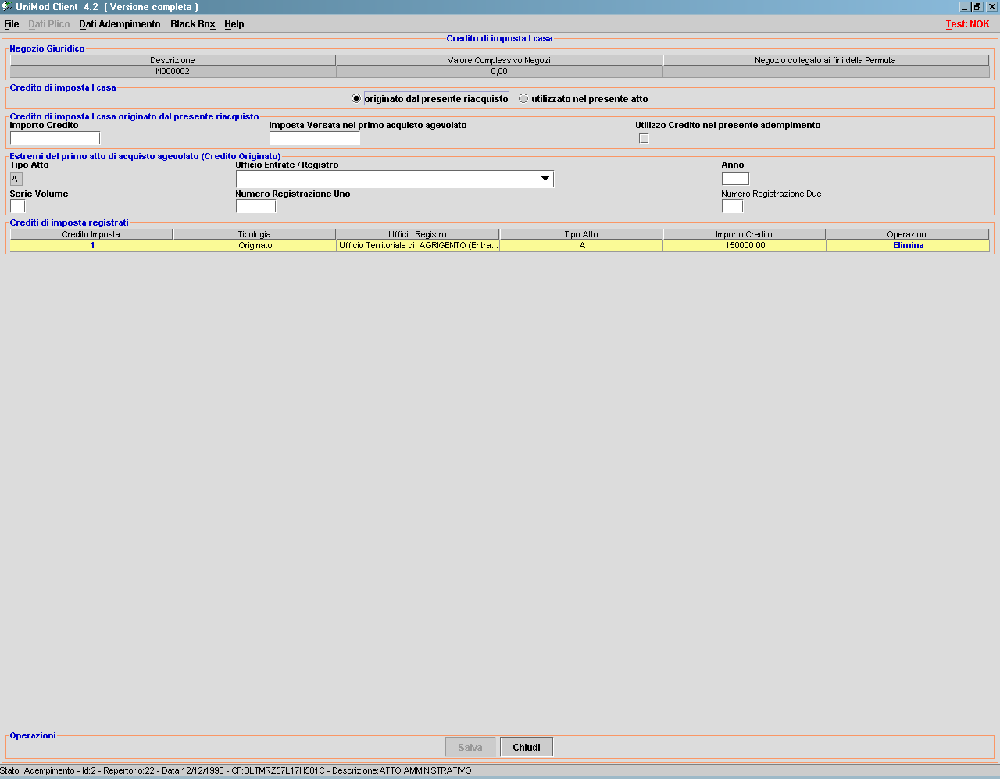 UniMod Client 4.2 ( Versione completa )
File Dati Plico Dati Adempimento Black Box Help Test: NOK
Credito di imposta I casa
Negozio Giuridico
Descrizione Valore Complessivo Negozi Negozio collegato ai fini della Permuta
N000002 0,00
Credito di imposta I casa
originato dal presente riacquisto utilizzato nel presente atto
Credito di imposta I casa originato dal presente riacquisto
Importo Credito Imposta Versata nel primo acquisto agevolato Utilizzo Credito nel presente adempimento
Estremi del primo atto di acquisto agevolato (Credito Originato)
Tipo Atto Ufficio Entrate / Registro Anno
A
Serie Volume Numero Registrazione Uno Numero Registrazione Due
Crediti di imposta registrati
Credito Imposta Tipologia Ufficio Registro Tipo Atto Importo Credito Operazioni
1 Originato Ufficio Territoriale di AGRIGENTO (Entra... A 150000,00 Elimina
Operazioni
Salva Chiudi
Stato: Adempimento - Id:2 - Repertorio:22 - Data:12/12/1990 - CF:BLTMRZ57L17H501C - Descrizione:ATTO AMMINISTRATIVO